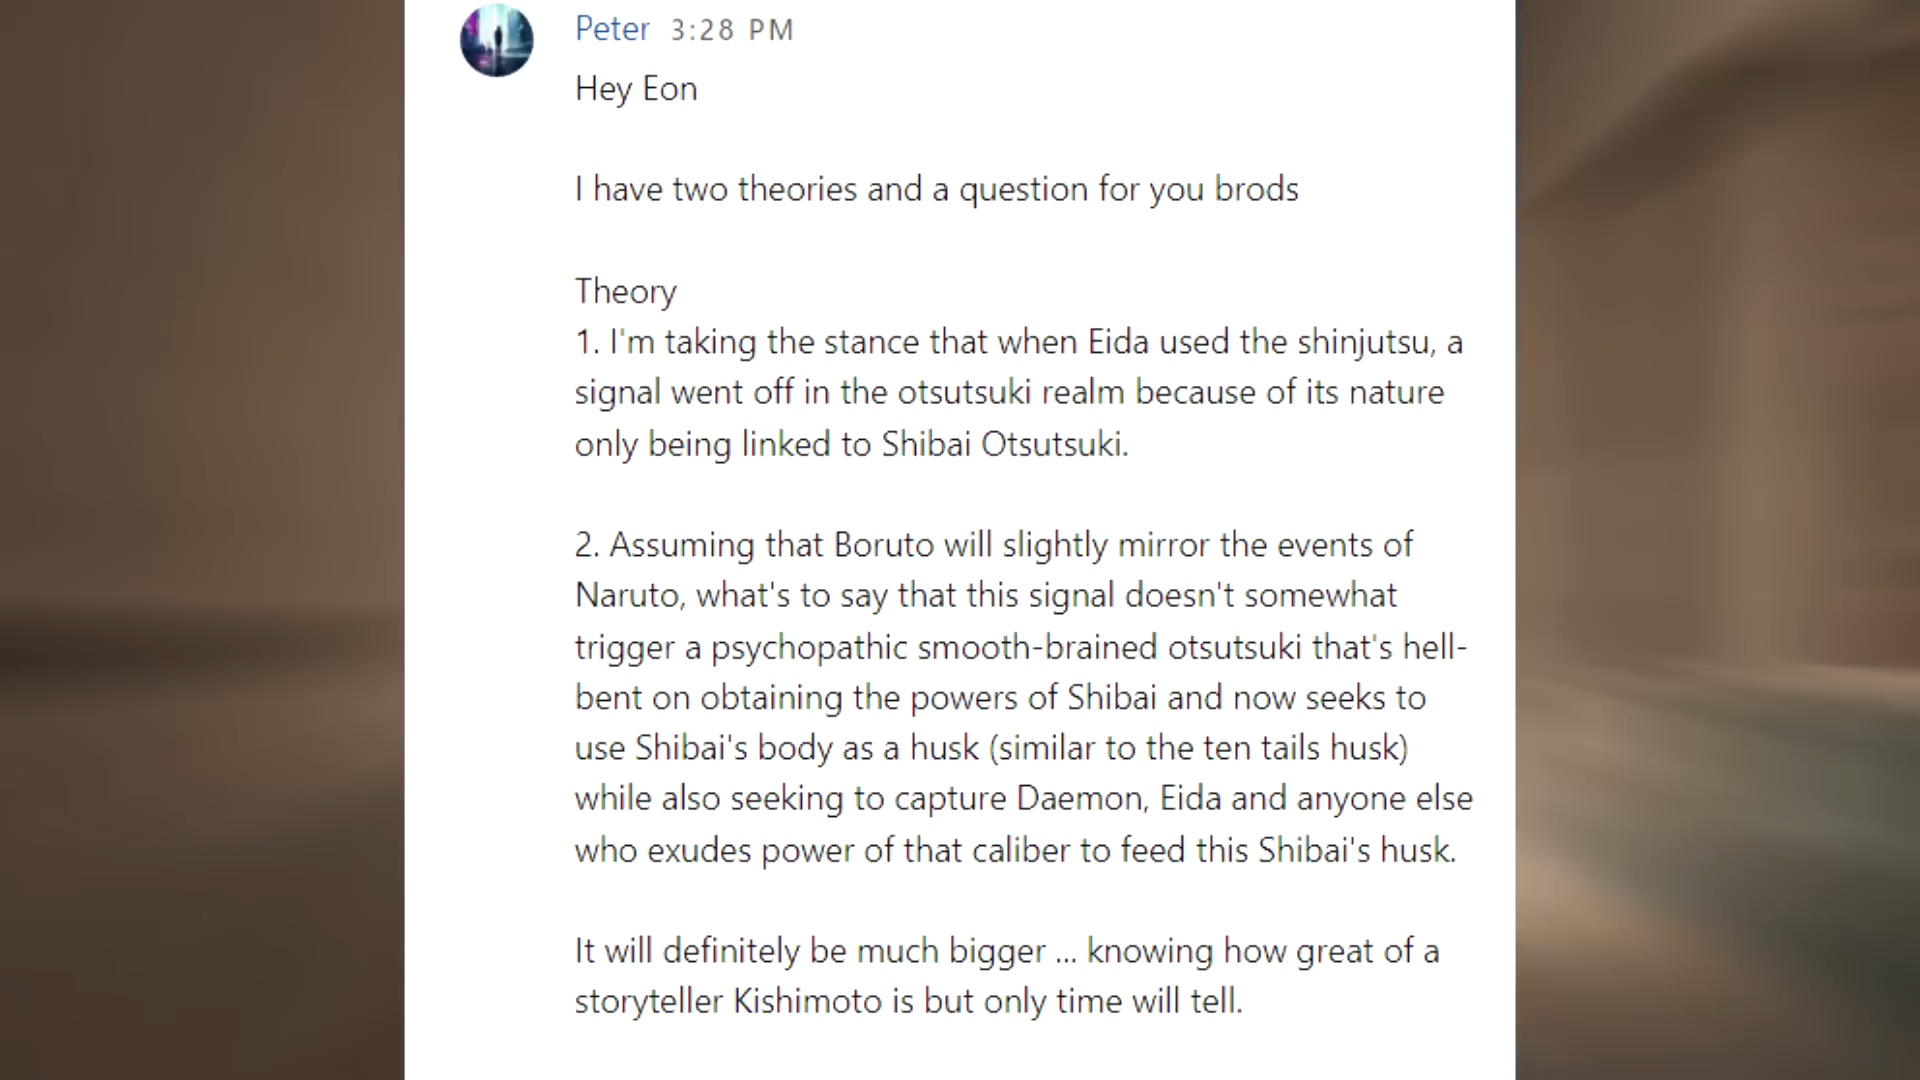 Peter 3:28 PM
Hey Eon
I have two theories and a question for you brods
Theory
1. I'm taking the stance that when Eida used the shinjutsu, a
signal went off in the otsutsuki realm because of its nature
only being linked to Shibai Otsutsuki.
2. Assuming that Boruto will slightly mirror the events of
Naruto, what's to say that this signal doesn't somewhat
trigger a psychopathic smooth-brained otsutsuki that's hell-
bent on obtaining the powers of Shibai and now seeks to
use Shibai's body as a husk (similar to the ten tails husk)
while also seeking to capture Daemon, Eida and anyone else
who exudes power of that caliber to feed this Shibai's husk.
It will definitely be much bigger ... knowing how great of a
storyteller Kishimoto is but only time will tell.